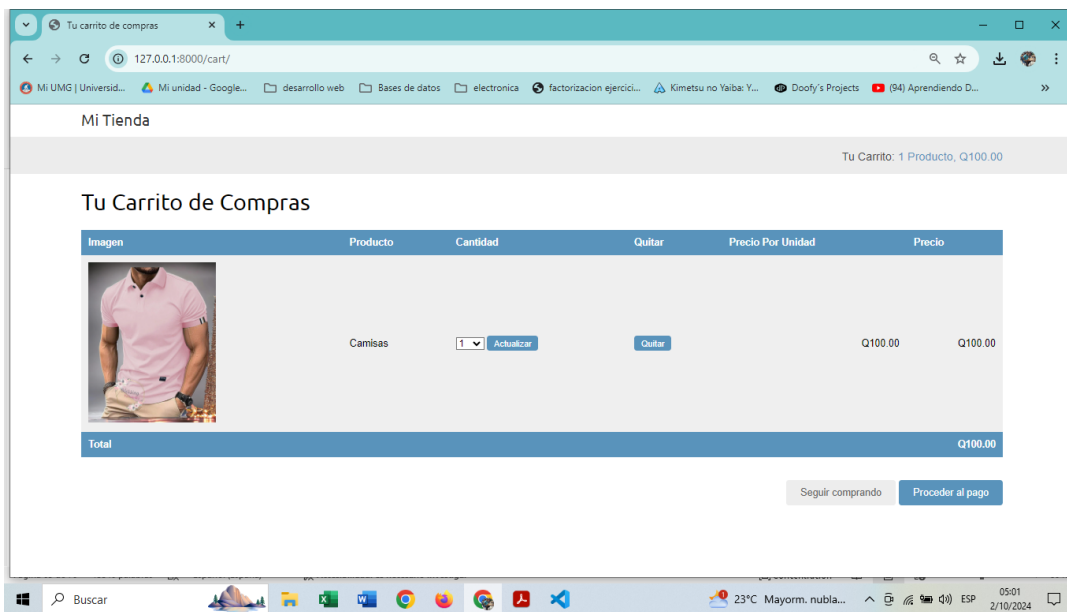 Tu carrito de compras
127.0.0.1:8000/cart/
Mi UMG | Universid... Mi unidad - Google... desarrollo web Bases de datos electronica factorizacion ejercici... Kimetsu no Yaiba: Y... Doofy's Projects (94) Aprendiendo D...
Mi Tienda
Tu Carrito: 1 Producto, Q100.00
Tu Carrito de Compras
Imagen Producto Cantidad Quitar Precio Por Unidad Precio
Camisas 1 Actualizar Quitar Q100.00 Q100.00
Total Q100.00
Seguir comprando Proceder al pago
Buscar 23°C Mayorm. nubla... ESP 05:01
2/10/2024